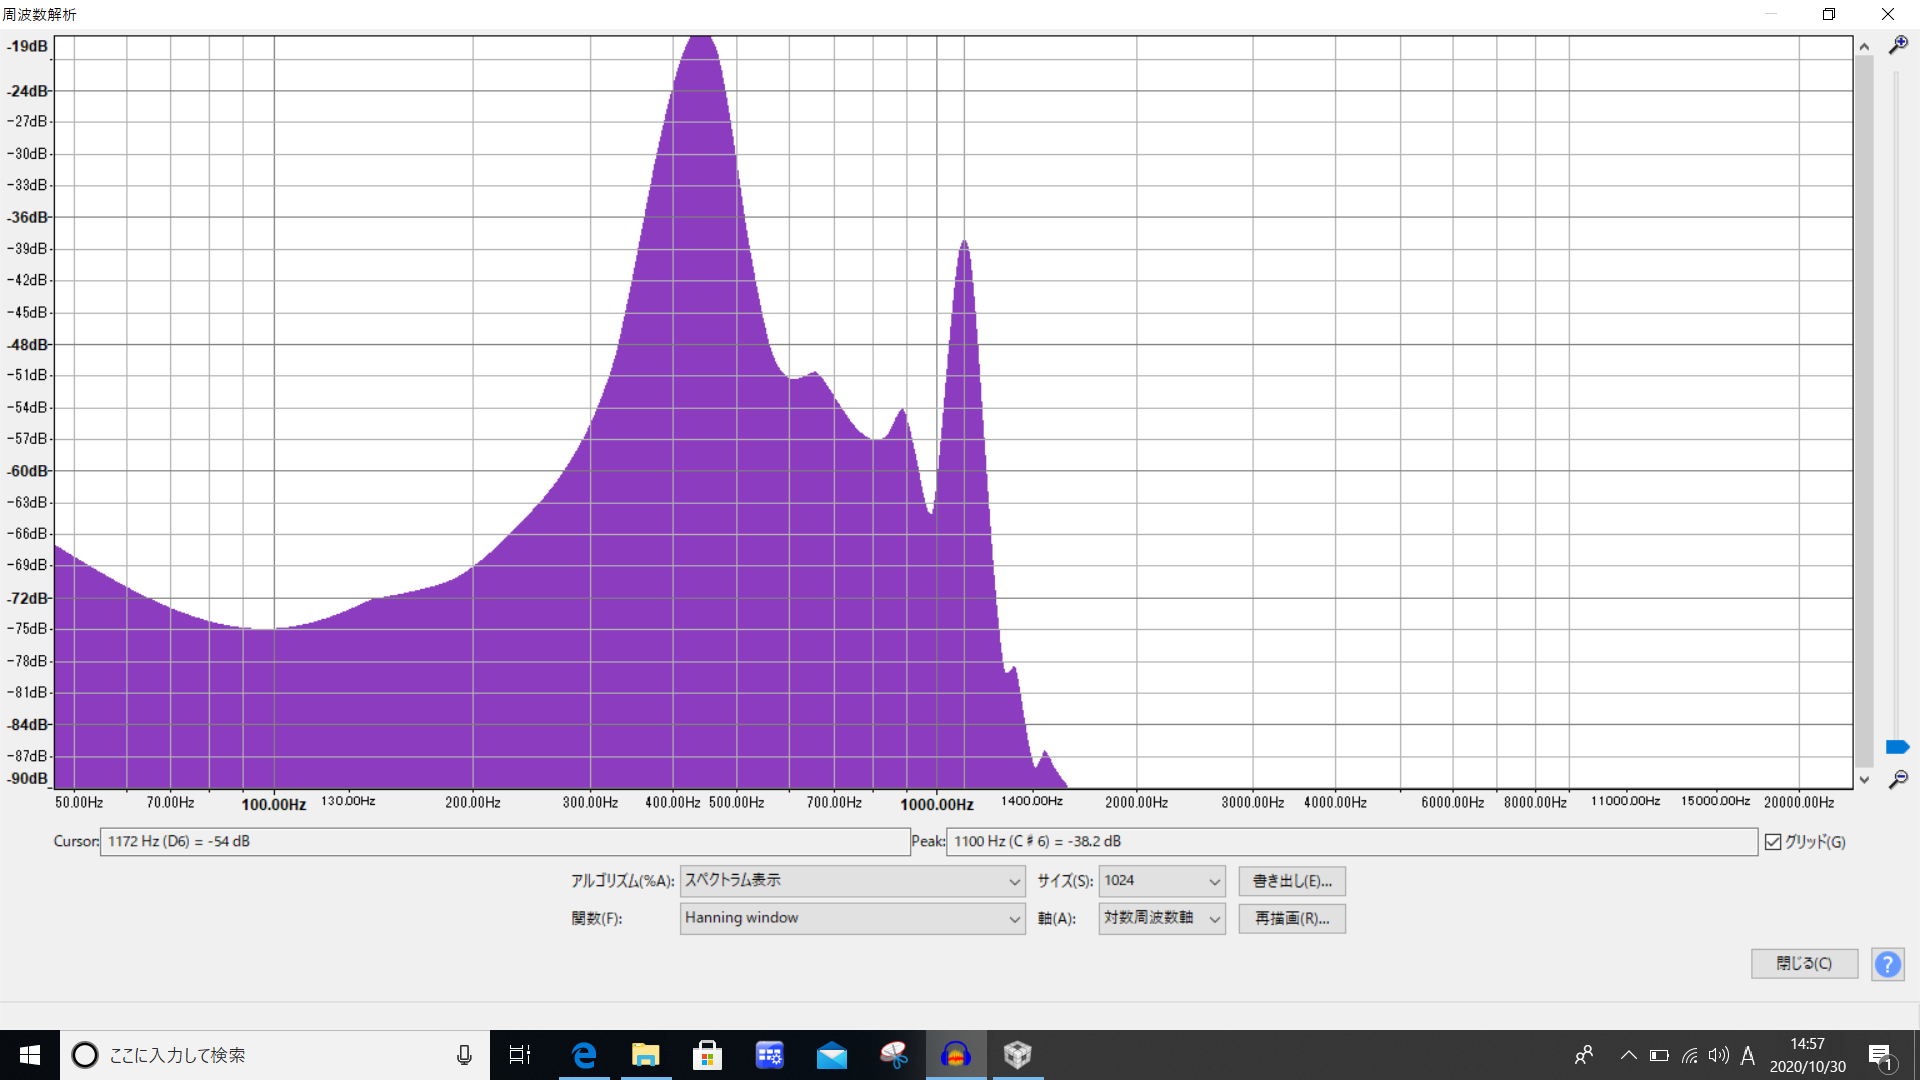 周波数解析
-19dB
-24dB
-27dB
-30dB
-33dB
-36dB
-39dB
-42dB
-45dB
-48dB
-51dB
-54dB
-57dB
-60dB
-63dB
-66dB
-69dB
-72dB
-75dB
-78dB
-81dB
-84dB
-87dB
-90dB
50.00Hz 70.00Hz 100.00Hz 130.00Hz 200.00Hz 300.00Hz 400.00Hz 500.00Hz 700.00Hz 1000.00Hz 1400.00Hz 2000.00Hz 3000.00Hz 4000.00Hz 6000.00Hz 8000.00Hz 11000.00Hz 15000.00Hz 20000.00Hz
Cursor: 1172 Hz (D6) = -54 dB Peak: 1100 Hz (C♯6) = -38.2 dB グリッド(G)
アルゴリズム(%A): スペクトラム表示 サイズ(S): 1024 書き出し(E)...
関数(F): Hanning window 軸(A): 対数周波数軸 再描画(R)...
閉じる(C) ?
ここに入力して検索 A 14:57
2020/10/30 1